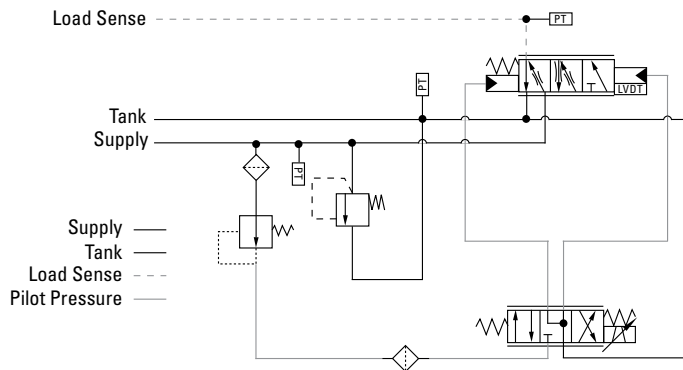 Load Sense
PT
PT
LVDT
Tank
Supply
PT
Supply
Tank
Load Sense
Pilot Pressure